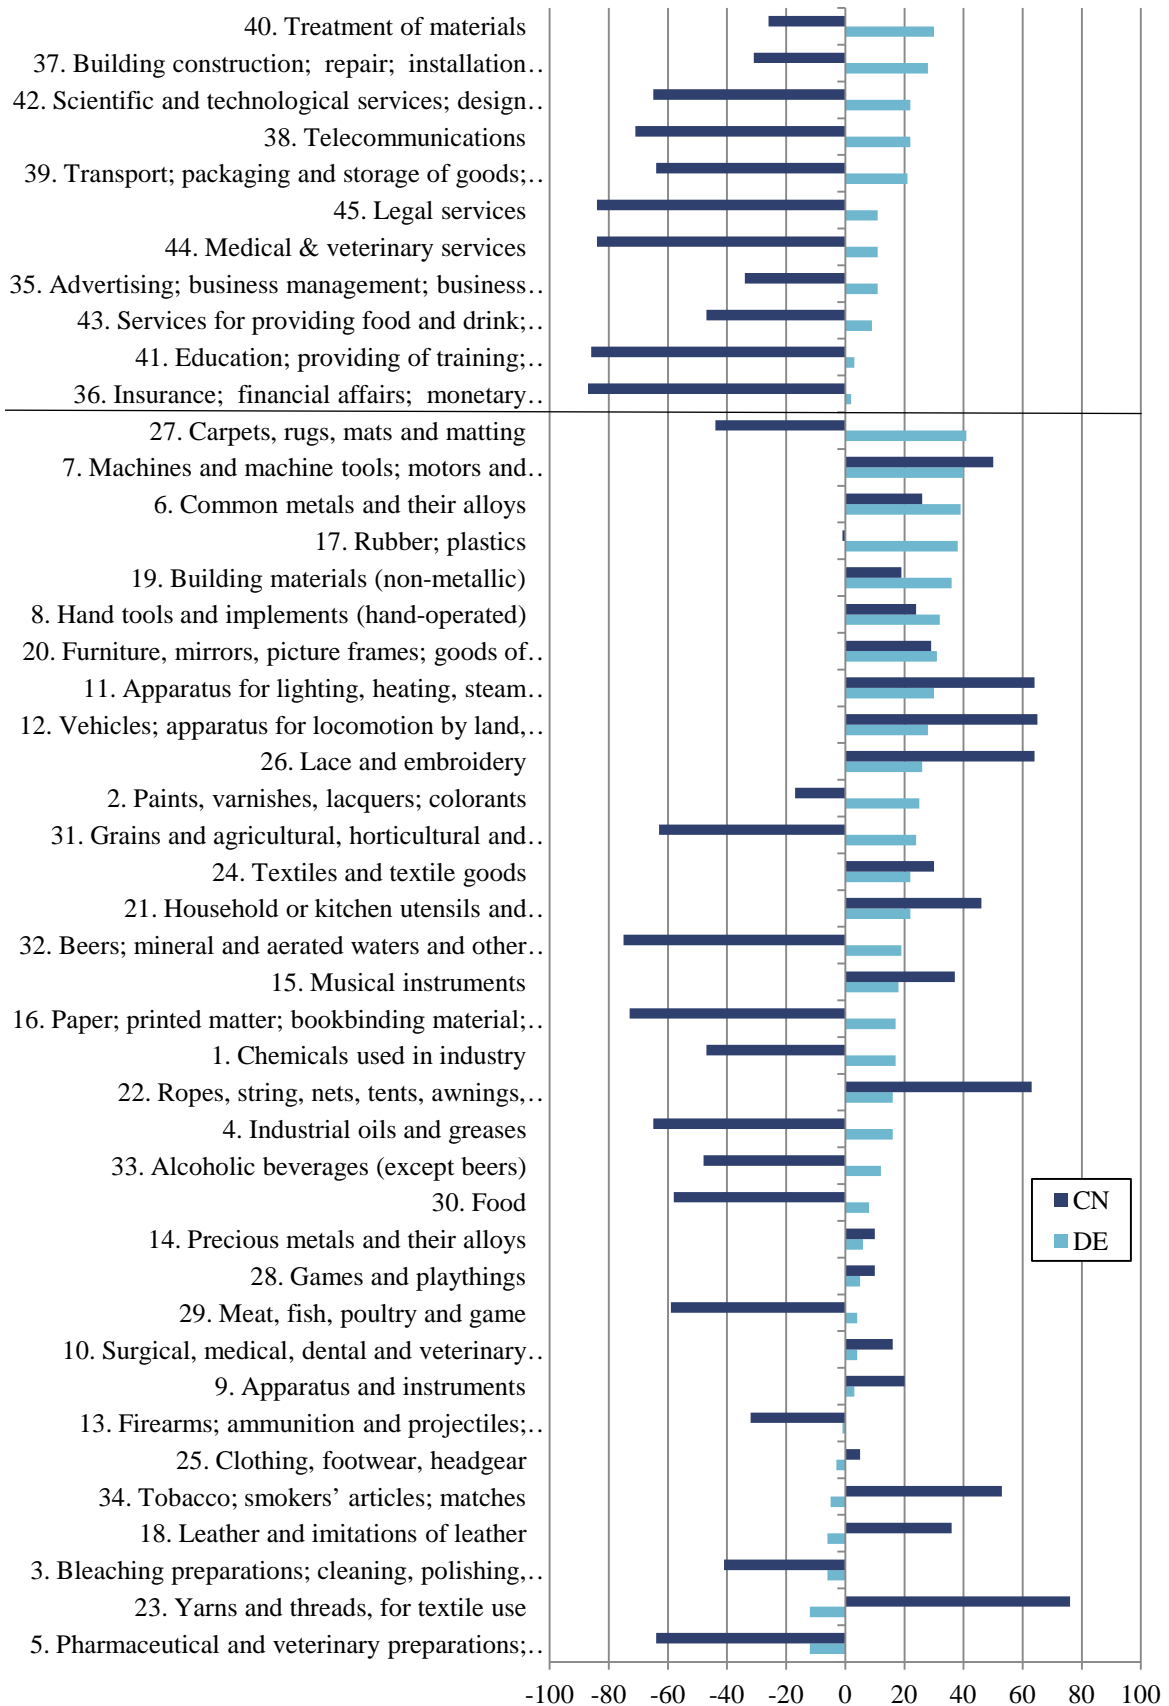 40. Treatment of materials
37. Building construction;  repair;  installation..
42. Scientific and technological services; design..
38. Telecommunications
39. Transport; packaging and storage of goods;..
45. Legal services
44. Medical & veterinary services
35. Advertising; business management; business..
43. Services for providing food and drink;..
41. Education; providing of training;..
36. Insurance;  financial affairs;  monetary..
27. Carpets, rugs, mats and matting
7. Machines and machine tools; motors and..
6. Common metals and their alloys
17. Rubber; plastics
19. Building materials (non-metallic)
8. Hand tools and implements (hand-operated)
20. Furniture, mirrors, picture frames; goods of..
11. Apparatus for lighting, heating, steam..
12. Vehicles; apparatus for locomotion by land,..
26. Lace and embroidery
2. Paints, varnishes, lacquers; colorants
31. Grains and agricultural, horticultural and..
24. Textiles and textile goods
21. Household or kitchen utensils and..
32. Beers; mineral and aerated waters and other..
15. Musical instruments
16. Paper; printed matter; bookbinding material;..
1. Chemicals used in industry
22. Ropes, string, nets, tents, awnings,..
4. Industrial oils and greases
33. Alcoholic beverages (except beers)
30. Food
14. Precious metals and their alloys
28. Games and playthings
29. Meat, fish, poultry and game
10. Surgical, medical, dental and veterinary..
9. Apparatus and instruments
13. Firearms; ammunition and projectiles;..
25. Clothing, footwear, headgear
34. Tobacco; smokers’ articles; matches
18. Leather and imitations of leather
3. Bleaching preparations; cleaning, polishing,..
23. Yarns and threads, for textile use
5. Pharmaceutical and veterinary preparations;..
CN
DE
-100 -80 -60 -40 -20 0 20 40 60 80 100